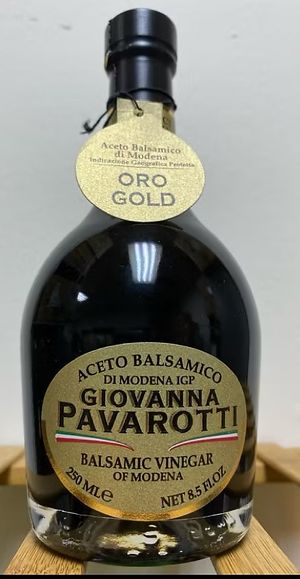 Aceto Balsamico
di Modena
Indicazione Geografica Protetta
ORO
GOLD
ACETO BALSAMICO
DI MODENA IGP
GIOVANNA
PAVAROTTI
BALSAMIC VINEGAR
OF MODENA
250 ML e
NET 8.5 FL OZ